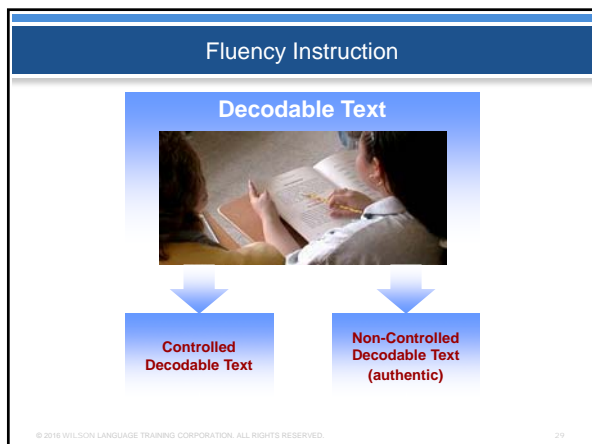 Fluency Instruction
Decodable Text
Controlled
Decodable Text
Non-Controlled
Decodable Text
(authentic)
© 2016 WILSON LANGUAGE TRAINING CORPORATION. ALL RIGHTS RESERVED.
29